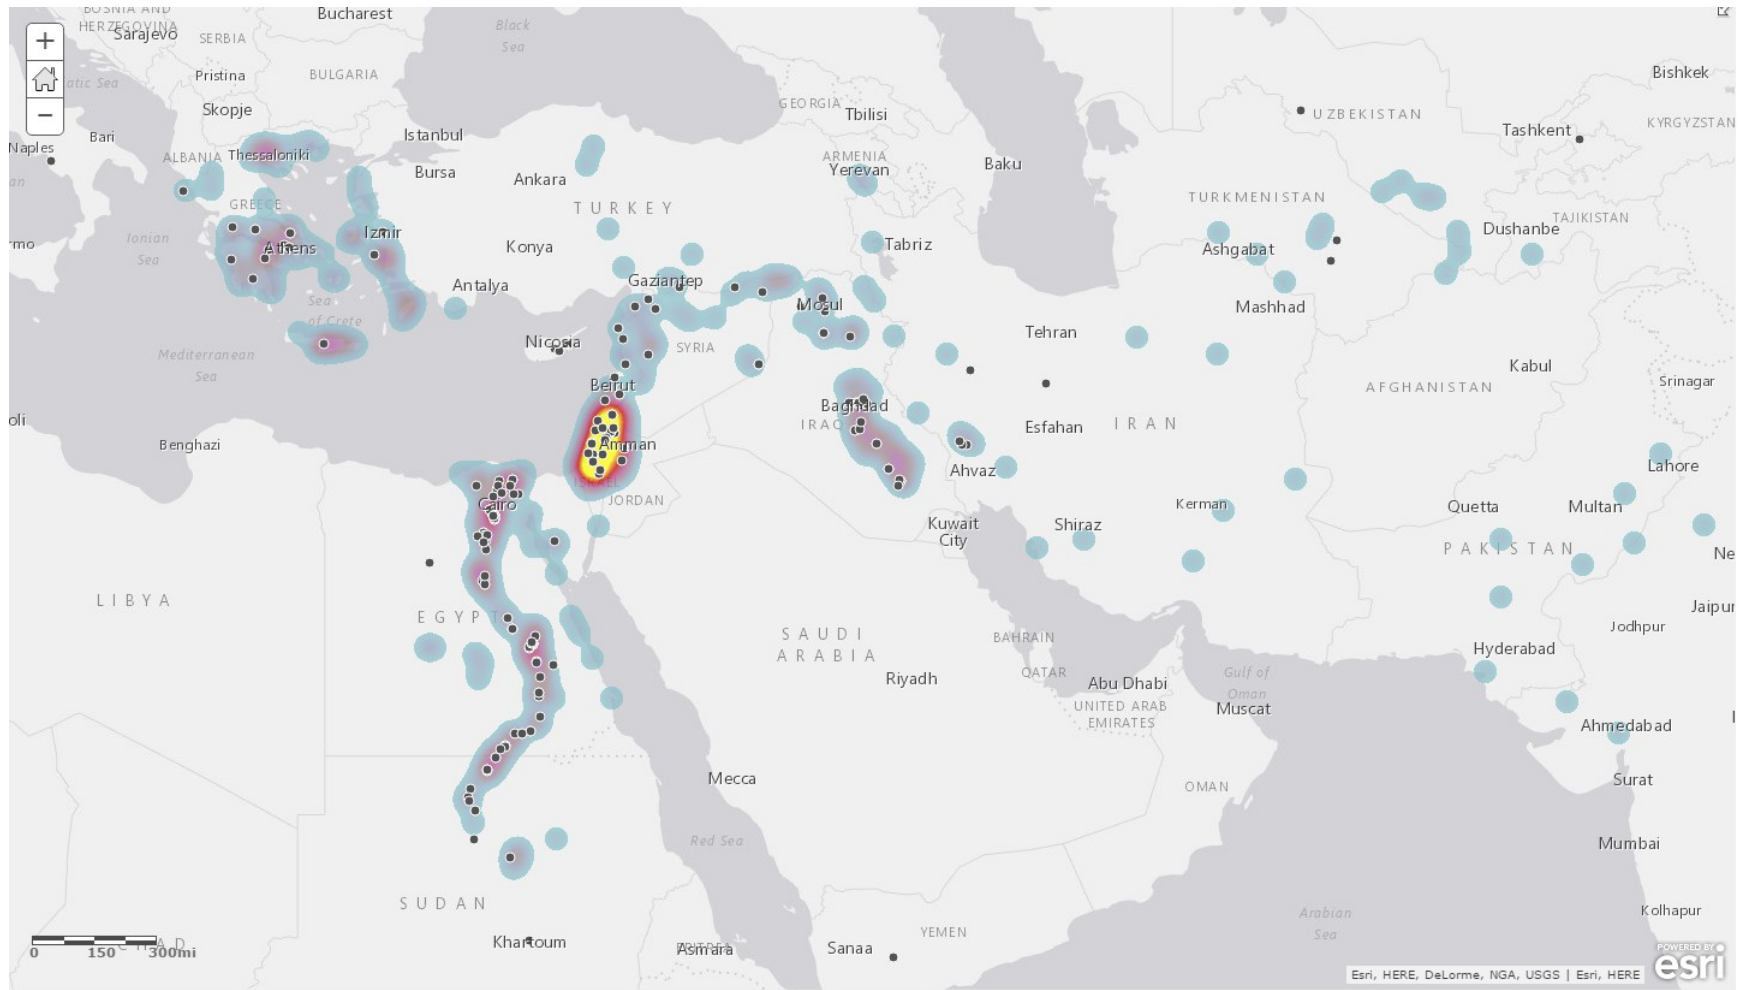 BOSNIA AND
HERZEGOVINA
Sarajevo
SERBIA
Bucharest
Black
Sea
Pristina
BULGARIA
Skopje
Bari
Naples
ALBANIA
Thessaloniki
Istanbul
Bursa
Ankara
GEORGIA
Tbilisi
ARMENIA
Yerevan
Baku
UZBEKISTAN
Tashkent
Bishkek
KYRGYZSTAN
TURKMENISTAN
TAJIKISTAN
Dushanbe
Ashgabat
Mashhad
GREECE
Athens
Izmir
Ionian
Sea
TURKEY
Konya
Tabriz
Antalya
Gaziantep
Mosul
Sea
of Crete
Mediterranean
Sea
Nicosia
SYRIA
Tehran
Kabul
AFGHANISTAN
Srinagar
Beirut
Baghdad
IRAQ
Esfahan
IRAN
Benghazi
Amman
ISRAEL
JORDAN
Ahvaz
Lahore
Cairo
Kuwait
City
Shiraz
Kerman
Quetta
Multan
PAKISTAN
LIBYA
EGYPT
SAUDI
ARABIA
BAHRAIN
QATAR
Riyadh
Abu Dhabi
UNITED ARAB
EMIRATES
Gulf of
Oman
Muscat
Hyderabad
Jodhpur
Jaipur
Ahmedabad
Mecca
OMAN
Surat
Red Sea
Mumbai
SUDAN
Khartoum
Asmara
ERITREA
Sanaa
YEMEN
Arabian
Sea
Kolhapur
CHAD
0 150 300mi
Esri, HERE, DeLorme, NGA, USGS | Esri, HERE
POWERED BY
esri